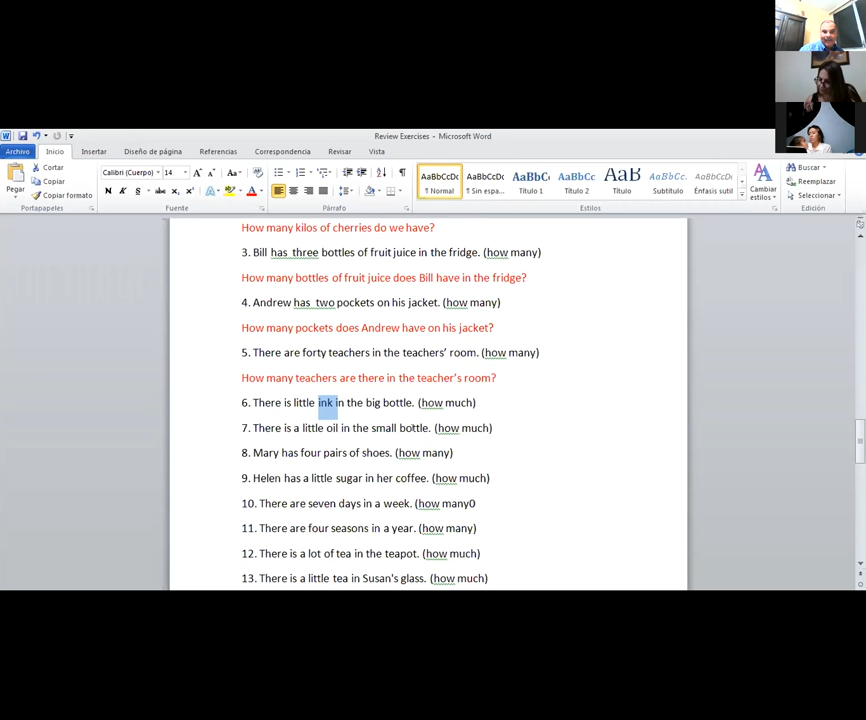 Review Exercises - Microsoft Word
Archivo Inicio Insertar Diseño de página Referencias Correspondencia Revisar Vista
Pegar Cortar Copiar Copiar formato
Calibri (Cuerpo) 14
AaBbCcDc AaBbCcDc AaBbC AaBbCc AaB AaBbCc. AaBbCcDc
¶ Normal ¶ Sin espa... Título 1 Título 2 Título Subtítulo Énfasis sutil
Cambiar estilos
Buscar Reemplazar Seleccionar
Portapapeles Fuente Párrafo Estilos Edición
How many kilos of cherries do we have?
3. Bill has three bottles of fruit juice in the fridge. (how many)
How many bottles of fruit juice does Bill have in the fridge?
4. Andrew has two pockets on his jacket. (how many)
How many pockets does Andrew have on his jacket?
5. There are forty teachers in the teachers’ room. (how many)
How many teachers are there in the teacher’s room?
6. There is little ink in the big bottle. (how much)
7. There is a little oil in the small bottle. (how much)
8. Mary has four pairs of shoes. (how many)
9. Helen has a little sugar in her coffee. (how much)
10. There are seven days in a week. (how many0
11. There are four seasons in a year. (how many)
12. There is a lot of tea in the teapot. (how much)
13. There is a little tea in Susan's glass. (how much)